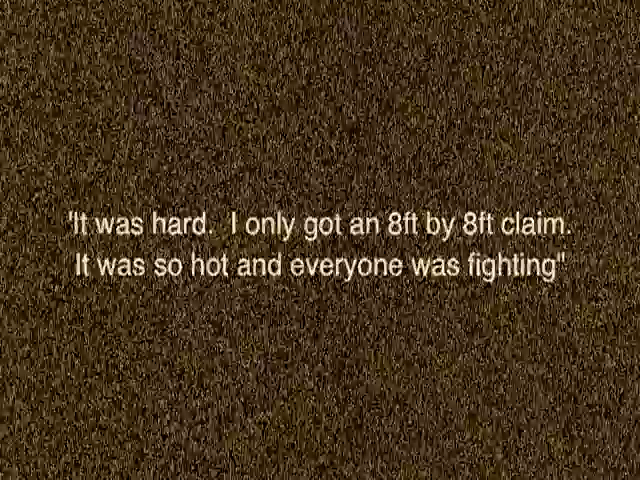 "It was hard.  I only got an 8ft by 8ft claim.
It was so hot and everyone was fighting"